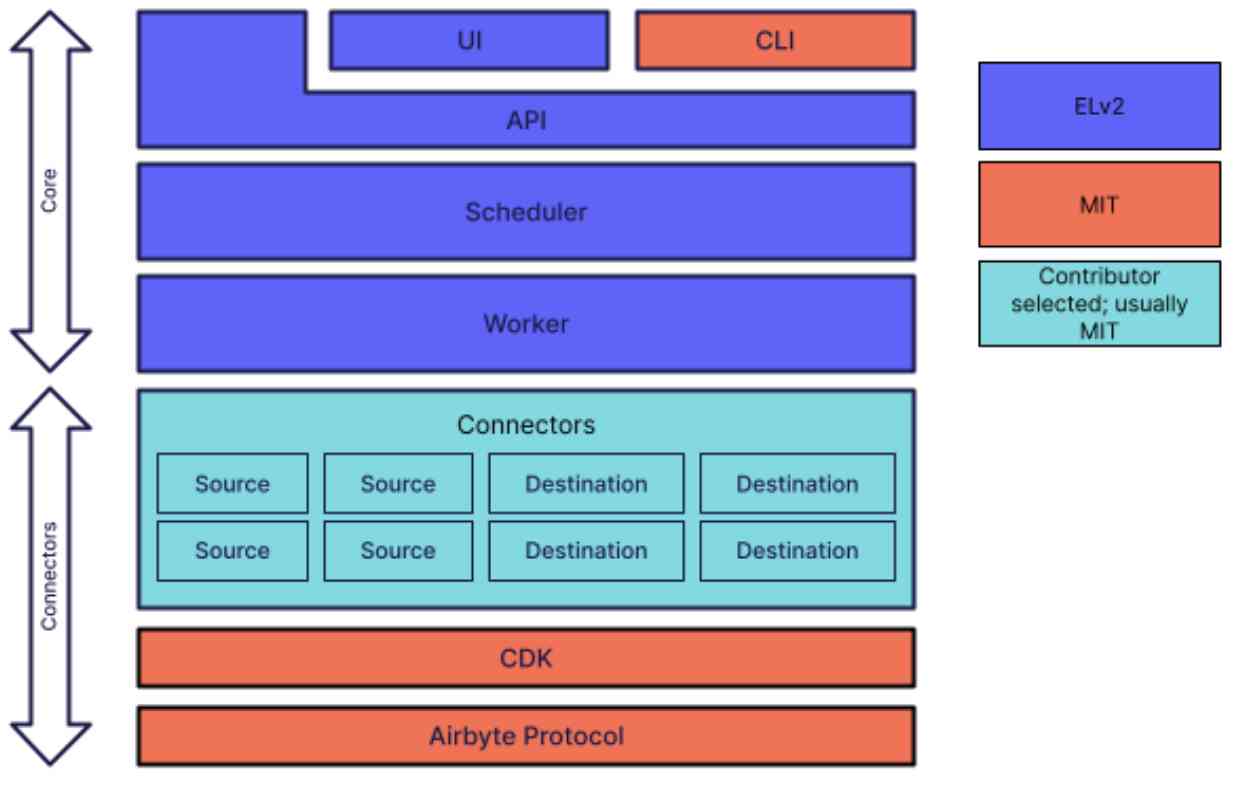 UI
CLI
API
Core
Scheduler
Worker
Connectors
Connectors
Source
Source
Destination
Destination
Source
Source
Destination
Destination
CDK
Airbyte Protocol
ELv2
MIT
Contributor
selected; usually
MIT